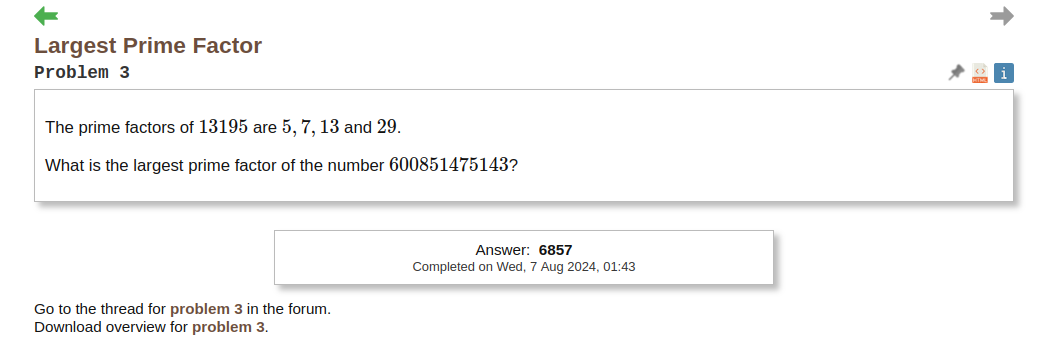 Largest Prime Factor
Problem 3
The prime factors of 13195 are 5, 7, 13 and 29.
What is the largest prime factor of the number 600851475143?
Answer: 6857
Completed on Wed, 7 Aug 2024, 01:43
Go to the thread for problem 3 in the forum.
Download overview for problem 3.